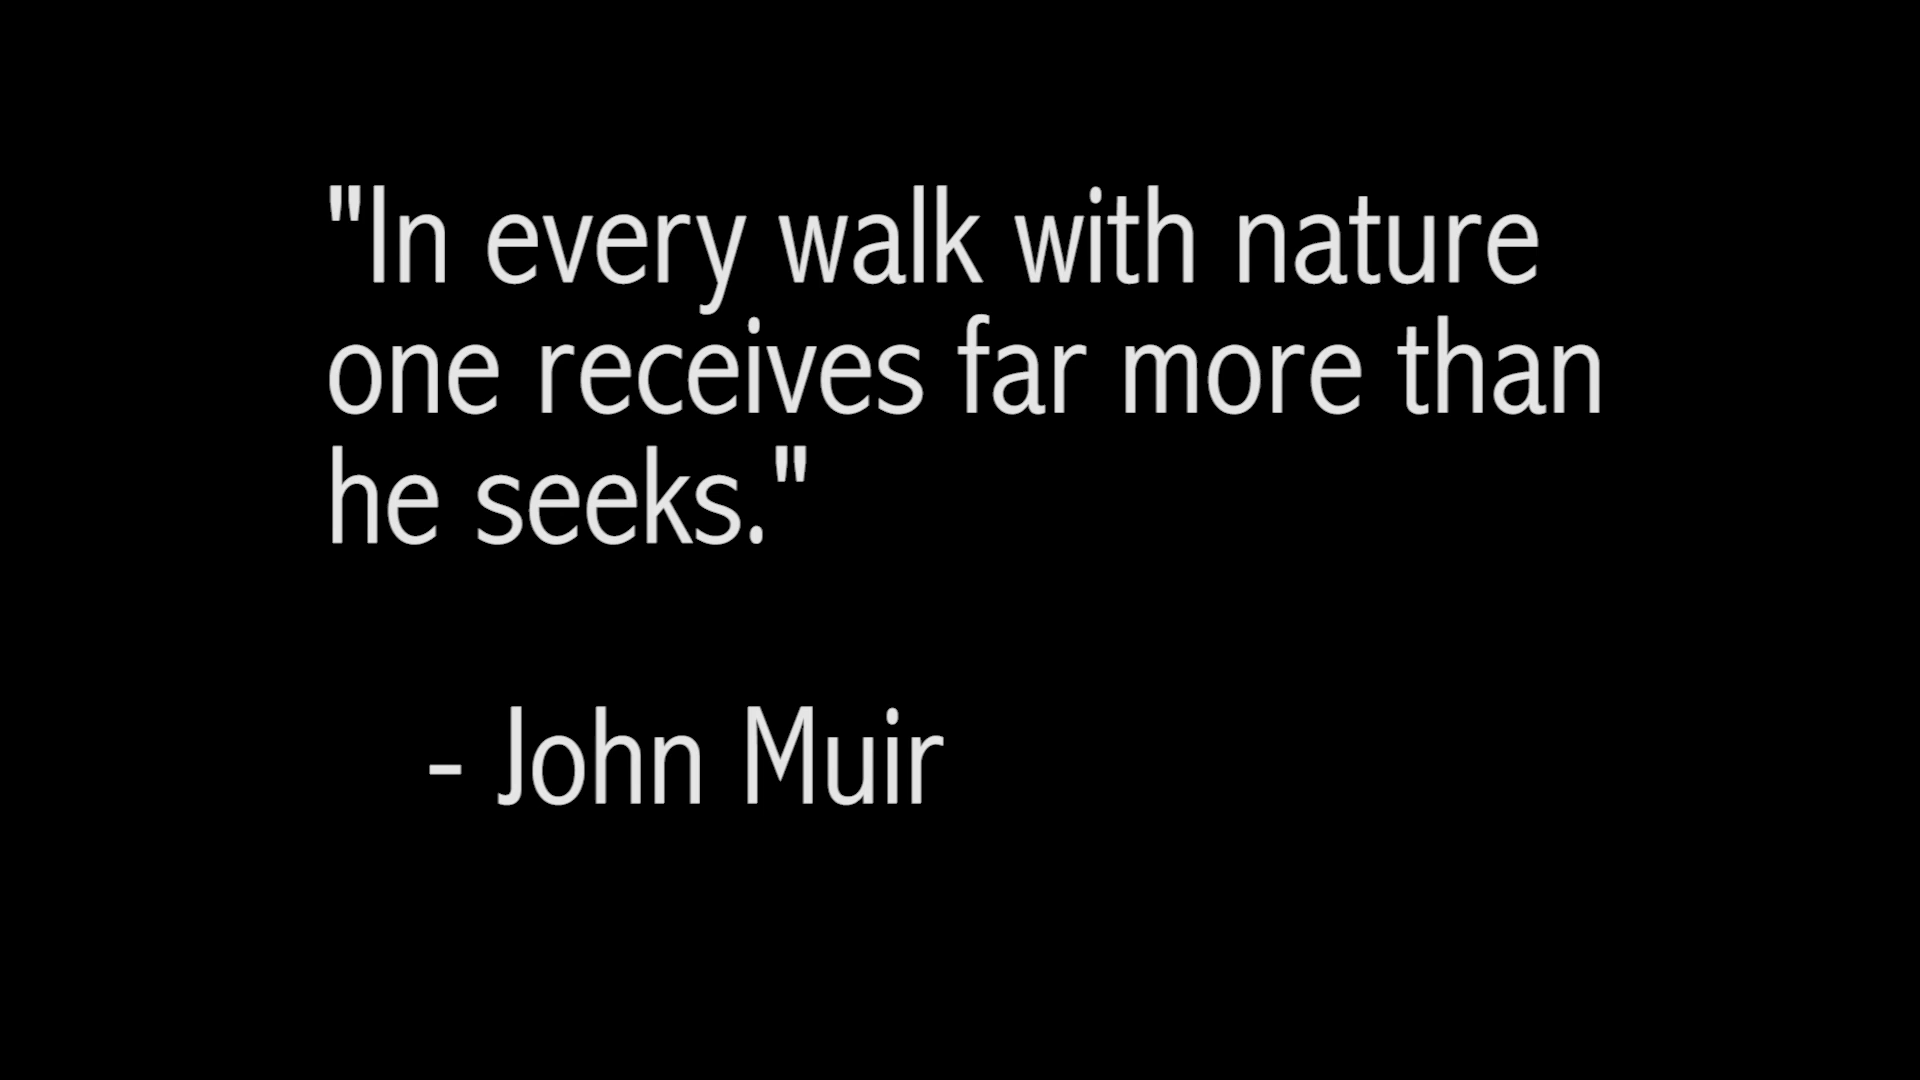 "In every walk with nature
one receives far more than
he seeks."
- John Muir